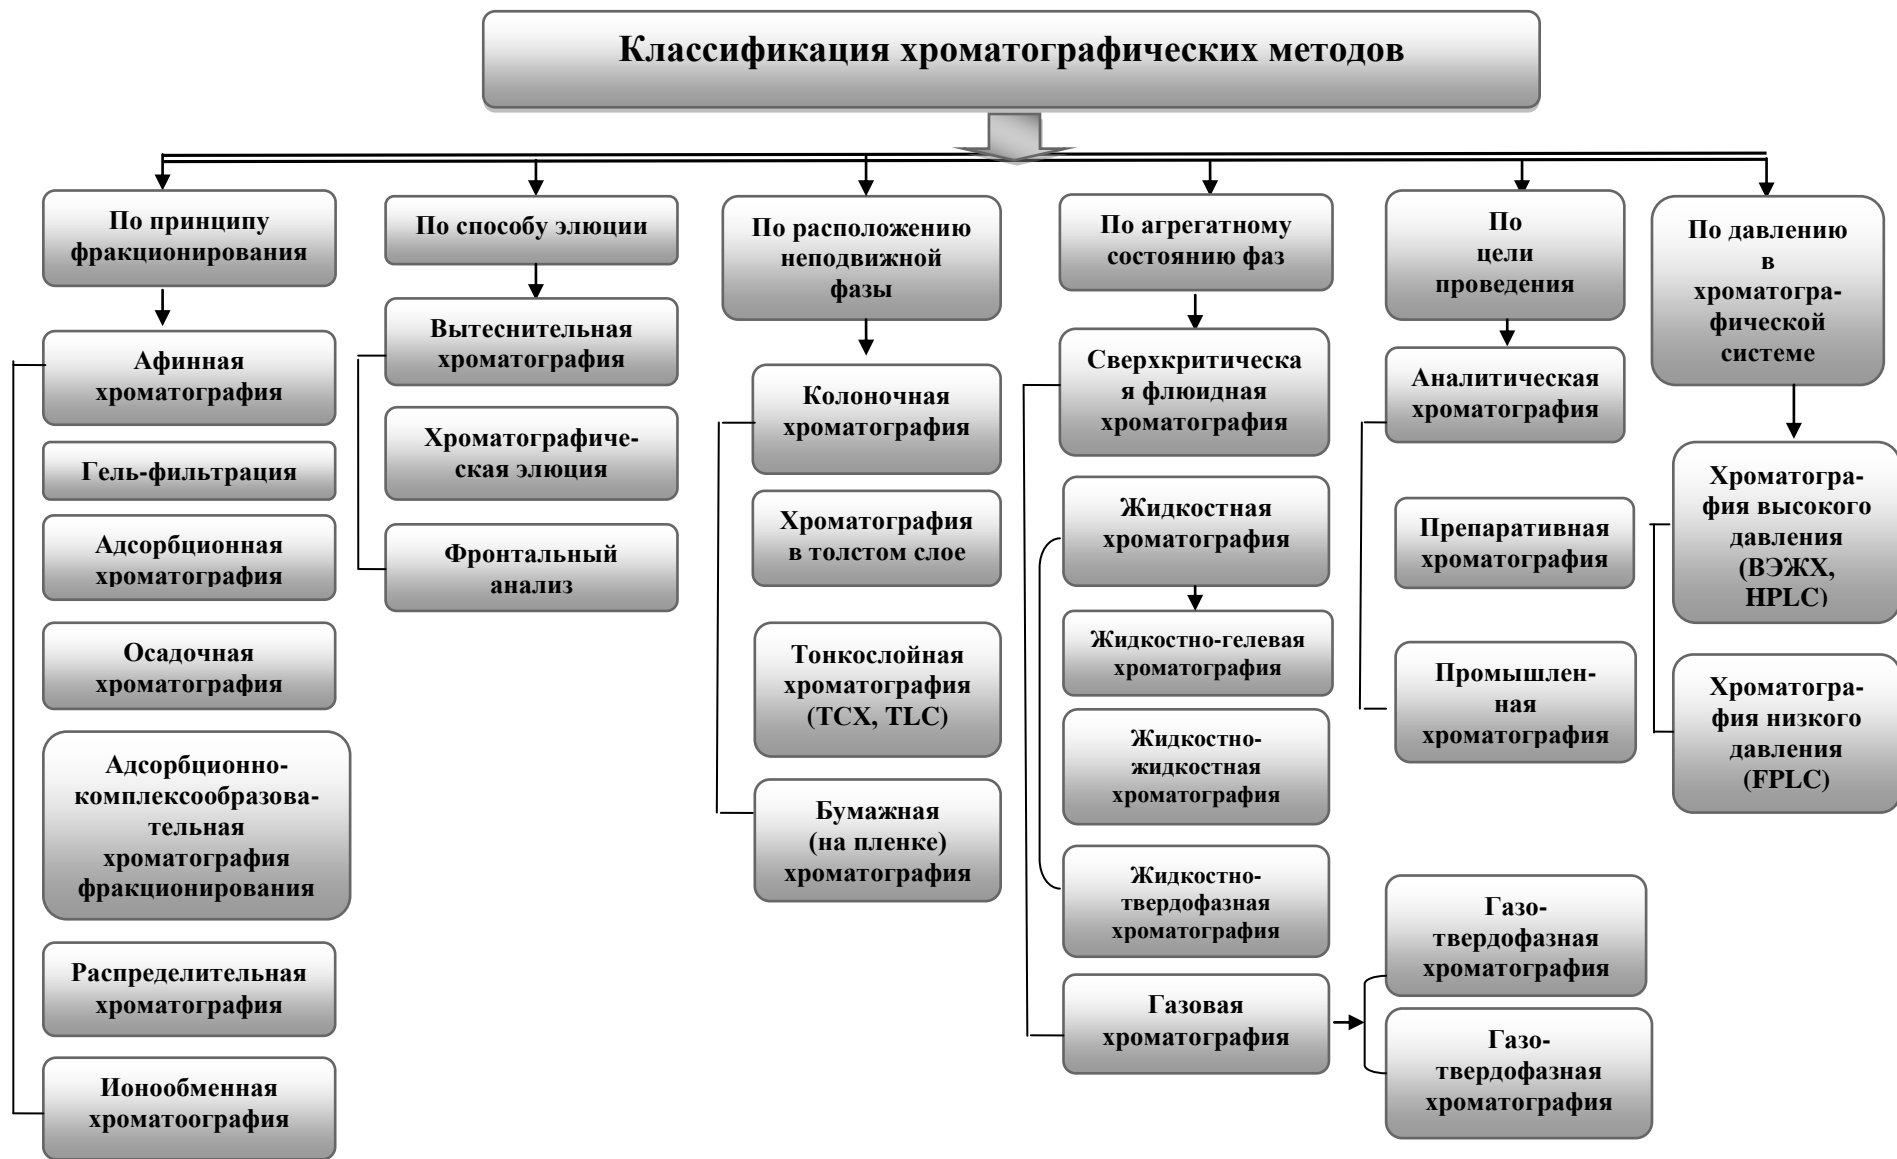 Классификация хроматографических методов
По принципу
фракционирования
Афинная
хроматография
Гель-фильтрация
Адсорбционная
хроматография
Осадочная
хроматография
Адсорбционно-
комплексообразова-
тельная
хроматография
фракционирования
Распределительная
хроматография
Ионообменная
хроматоография
По способу элюции
Вытеснительная
хроматография
Хроматографиче-
ская элюция
Фронтальный
анализ
По расположению
неподвижной
фазы
Колоночная
хроматография
Хроматография
в толстом слое
Тонкослойная
хроматография
(ТСХ, TLC)
Бумажная
(на пленке)
хроматография
По агрегатному
состоянию фаз
Сверхкритическа
я флюидная
хроматография
Жидкостная
хроматография
Жидкостно-гелевая
хроматография
Жидкостно-
жидкостная
хроматография
Жидкостно-
твердофазная
хроматография
Газовая
хроматография
Газо-
твердофазная
хроматография
Газо-
твердофазная
хроматография
По
цели
проведения
Аналитическая
хроматография
Препаративная
хроматография
Промышлен-
ная
хроматография
По давлению
в
хроматогра-
фической
системе
Хроматогра-
фия высокого
давления
(ВЭЖХ,
HPLC)
Хроматогра-
фия низкого
давления
(FPLC)